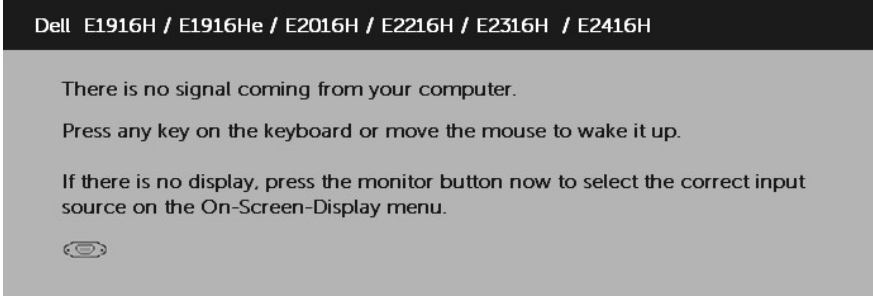 Dell E1916H / E1916He / E2016H / E2216H / E2316H / E2416H
There is no signal coming from your computer.
Press any key on the keyboard or move the mouse to wake it up.
If there is no display, press the monitor button now to select the correct input
source on the On-Screen-Display menu.